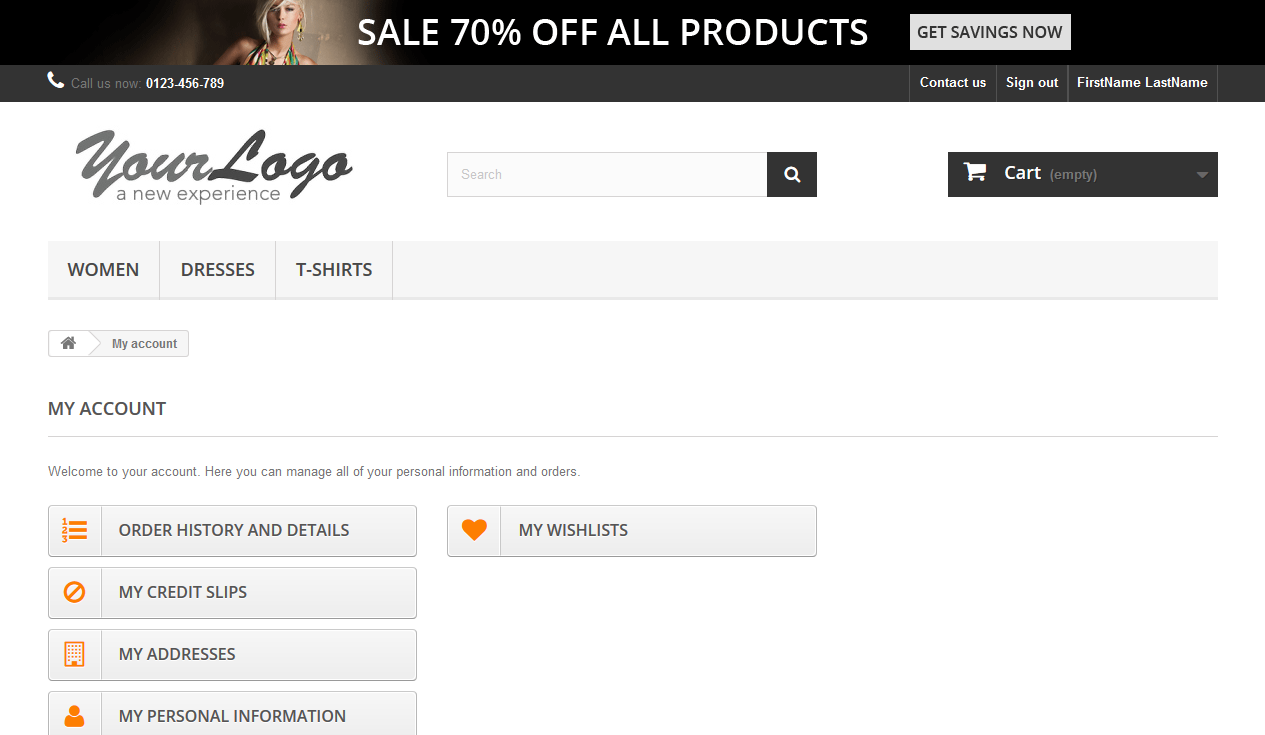 SALE 70% OFF ALL PRODUCTS GET SAVINGS NOW
Call us now: 0123-456-789 Contact us Sign out FirstName LastName
YourLogo
a new experience
Search
Cart (empty)
WOMEN DRESSES T-SHIRTS
My account
MY ACCOUNT
Welcome to your account. Here you can manage all of your personal information and orders.
1
2
3
ORDER HISTORY AND DETAILS MY WISHLISTS
MY CREDIT SLIPS
MY ADDRESSES
MY PERSONAL INFORMATION